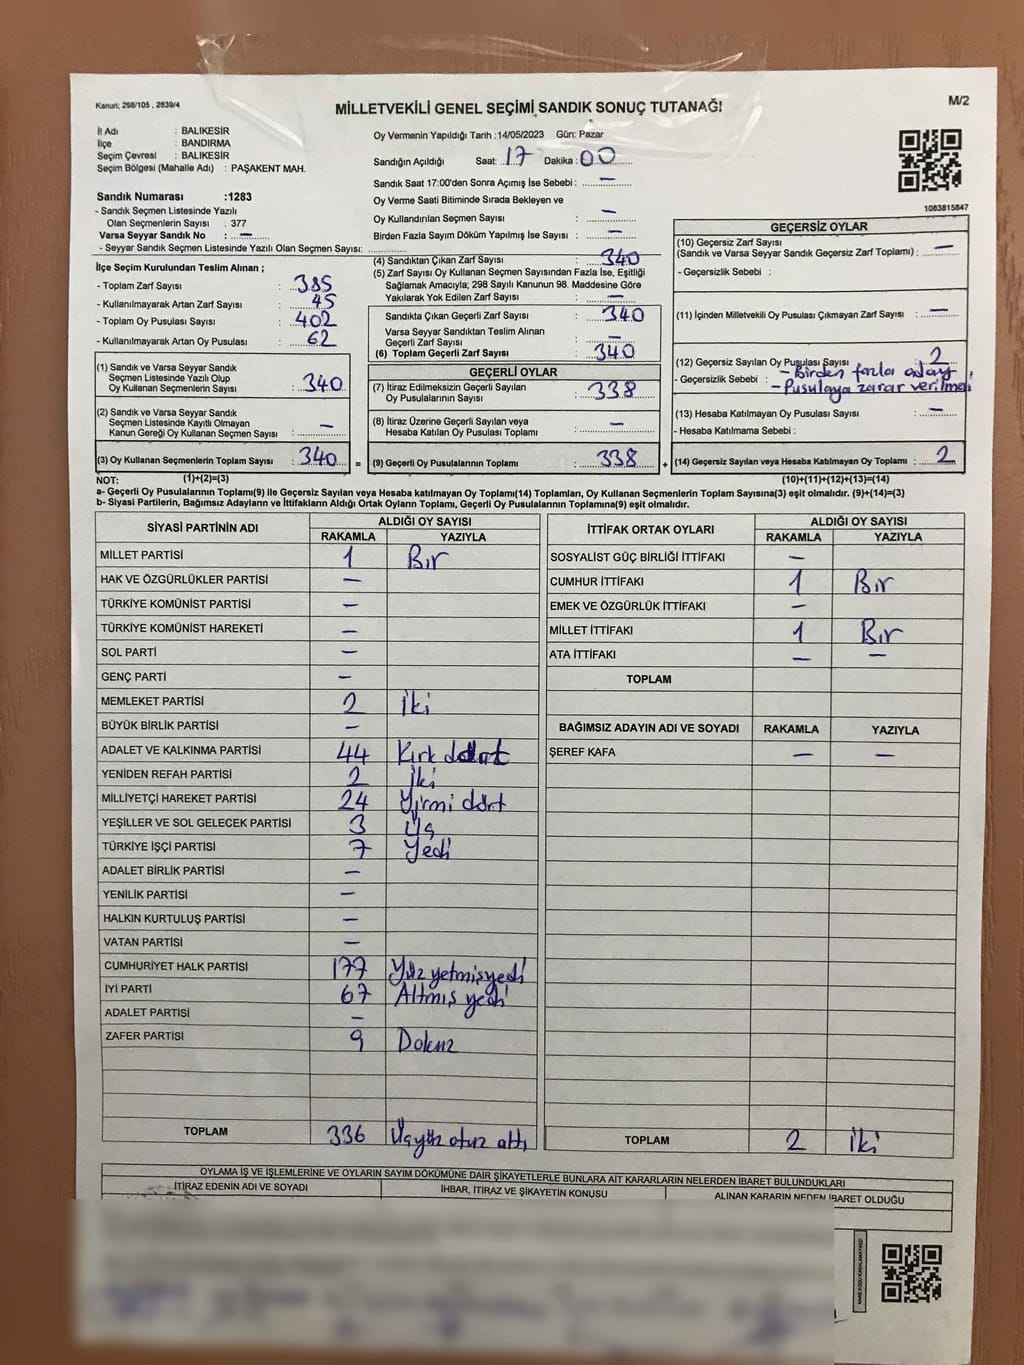 Kanun; 298/105 , 2839/4
MİLLETVEKİLİ GENEL SEÇİMİ SANDIK SONUÇ TUTANAĞI
M/2
İl Adı : BALIKESİR
İlçe : BANDIRMA
Seçim Çevresi : BALIKESİR
Seçim Bölgesi (Mahalle Adı) : PAŞAKENT MAH.
Sandık Numarası :1283
- Sandık Seçmen Listesinde Yazılı
Olan Seçmenlerin Sayısı : 377
Varsa Seyyar Sandık No : —
- Seyyar Sandık Seçmen Listesinde Yazılı Olan Seçmen Sayısı:
Oy Vermenin Yapıldığı Tarih :14/05/2023 Gün: Pazar
Sandığın Açıldığı Saat: 17 Dakika : 00
Sandık Saat 17:00'den Sonra Açımış İse Sebebi : —
Oy Verme Saati Bitiminde Sırada Bekleyen ve
Oy Kullandırılan Seçmen Sayısı : —
Birden Fazla Sayım Döküm Yapılmış İse Sayısı : —
1083815847
İlçe Seçim Kurulundan Teslim Alınan ;
- Toplam Zarf Sayısı : 385
- Kullanılmayarak Artan Zarf Sayısı : 45
- Toplam Oy Pusulası Sayısı : 402
- Kullanılmayarak Artan Oy Pusulası : 62
(1) Sandık ve Varsa Seyyar Sandık
Seçmen Listesinde Yazılı Olup
Oy Kullanan Seçmenlerin Sayısı : 340
(2) Sandık ve Varsa Seyyar Sandık
Seçmen Listesinde Kayıtlı Olmayan
Kanun Gereği Oy Kullanan Seçmen Sayısı : —
(3) Oy Kullanan Seçmenlerin Toplam Sayısı : 340
(4) Sandıktan Çıkan Zarf Sayısı : 340
(5) Zarf Sayısı Oy Kullanan Seçmen Sayısından Fazla İse, Eşitliği
Sağlamak Amacıyla; 298 Sayılı Kanunun 98. Maddesine Göre
Yakılarak Yok Edilen Zarf Sayısı : —
Sandıkta Çıkan Geçerli Zarf Sayısı : 340
Varsa Seyyar Sandıktan Teslim Alınan
Geçerli Zarf Sayısı : —
(6) Toplam Geçerli Zarf Sayısı : 340
GEÇERLİ OYLAR
(7) İtiraz Edilmeksizin Geçerli Sayılan
Oy Pusulalarının Sayısı : 338
(8) İtiraz Üzerine Geçerli Sayılan veya
Hesaba Katılan Oy Pusulası Toplamı : —
= (9) Geçerli Oy Pusulalarının Toplamı : 338
GEÇERSİZ OYLAR
(10) Geçersiz Zarf Sayısı
(Sandık ve Varsa Seyyar Sandık Geçersiz Zarf Toplamı) : —
- Geçersizlik Sebebi :
(11) İçinden Milletvekili Oy Pusulası Çıkmayan Zarf Sayısı : —
(12) Geçersiz Sayılan Oy Pusulası Sayısı : 2
- Geçersizlik Sebebi : - Birden fazla aday
- Pusulaya zarar verilmesi
(13) Hesaba Katılmayan Oy Pusulası Sayısı : —
- Hesaba Katılmama Sebebi :
+ (14) Geçersiz Sayılan veya Hesaba Katılmayan Oy Toplamı : 2
NOT: (1)+(2)=(3) (10)+(11)+(12)+(13)=(14)
a- Geçerli Oy Pusulalarının Toplamı(9) ile Geçersiz Sayılan veya Hesaba katılmayan Oy Toplamı(14) Toplamları, Oy Kullanan Seçmenlerin Toplam Sayısına(3) eşit olmalıdır. (9)+(14)=(3)
b- Siyasi Partilerin, Bağımsız Adayların ve İttifakların Aldığı Ortak Oyların Toplamı, Geçerli Oy Pusulalarının Toplamına(9) eşit olmalıdır.
SİYASİ PARTİNİN ADI ALDIĞI OY SAYISI
RAKAMLA YAZIYLA
MİLLET PARTİSİ 1 Bir
HAK VE ÖZGÜRLÜKLER PARTİSİ —
TÜRKİYE KOMÜNİST PARTİSİ —
TÜRKİYE KOMÜNİST HAREKETİ —
SOL PARTİ —
GENÇ PARTİ —
MEMLEKET PARTİSİ 2 İki
BÜYÜK BİRLİK PARTİSİ —
ADALET VE KALKINMA PARTİSİ 44 Kırk dört
YENİDEN REFAH PARTİSİ 2 İki
MİLLİYETÇİ HAREKET PARTİSİ 24 Yirmi dört
YEŞİLLER VE SOL GELECEK PARTİSİ 3 Üç
TÜRKİYE İŞÇİ PARTİSİ 7 Yedi
ADALET BİRLİK PARTİSİ —
YENİLİK PARTİSİ —
HALKIN KURTULUŞ PARTİSİ —
VATAN PARTİSİ —
CUMHURİYET HALK PARTİSİ 177 Yüz yetmişyedi
İYİ PARTİ 67 Altmış yedi
ADALET PARTİSİ —
ZAFER PARTİSİ 9 Dokuz
TOPLAM 336 Üçyüz otuz altı
İTTİFAK ORTAK OYLARI ALDIĞI OY SAYISI
RAKAMLA YAZIYLA
SOSYALİST GÜÇ BİRLİĞİ İTTİFAKI —
CUMHUR İTTİFAKI 1 Bir
EMEK VE ÖZGÜRLÜK İTTİFAKI —
MİLLET İTTİFAKI 1 Bir
ATA İTTİFAKI — —
TOPLAM
BAĞIMSIZ ADAYIN ADI VE SOYADI RAKAMLA YAZIYLA
ŞEREF KAFA — —
TOPLAM 2 İki
OYLAMA İŞ VE İŞLEMLERİNE VE OYLARIN SAYIM DÖKÜMÜNE DAİR ŞİKAYETLERLE BUNLARA AİT KARARLARIN NELERDEN İBARET BULUNDUKLARI
İTİRAZ EDENİN ADI VE SOYADI İHBAR, İTİRAZ VE ŞİKAYETİN KONUSU ALINAN KARARIN NEDEN İBARET OLDUĞU